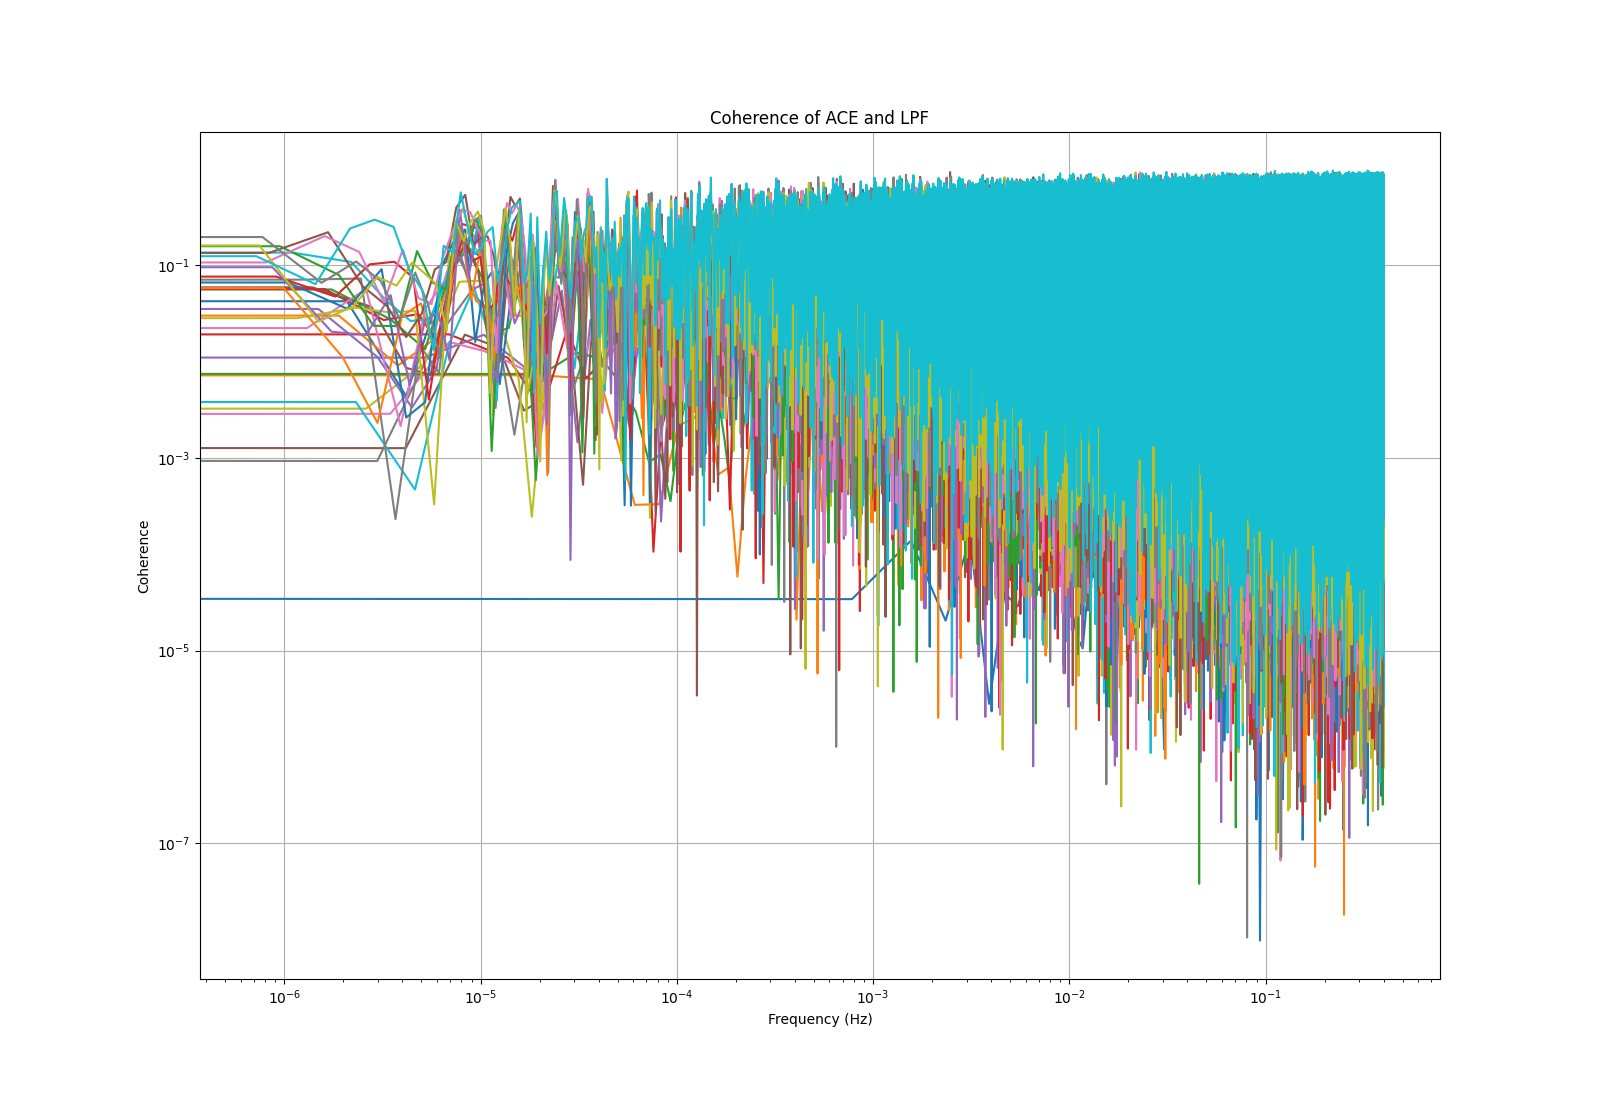 Coherence of ACE and LPF
10⁻¹
10⁻³
10⁻⁵
10⁻⁷
Coherence
10⁻⁶ 10⁻⁵ 10⁻⁴ 10⁻³ 10⁻² 10⁻¹
Frequency (Hz)